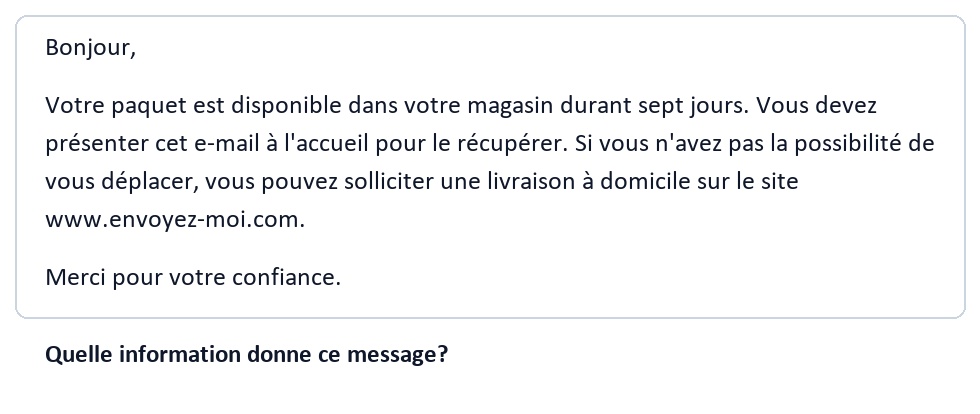 Bonjour,
Votre paquet est disponible dans votre magasin durant sept jours. Vous devez
présenter cet e-mail à l'accueil pour le récupérer. Si vous n'avez pas la possibilité de
vous déplacer, vous pouvez solliciter une livraison à domicile sur le site
www.envoyez-moi.com.
Merci pour votre confiance.
Quelle information donne ce message?